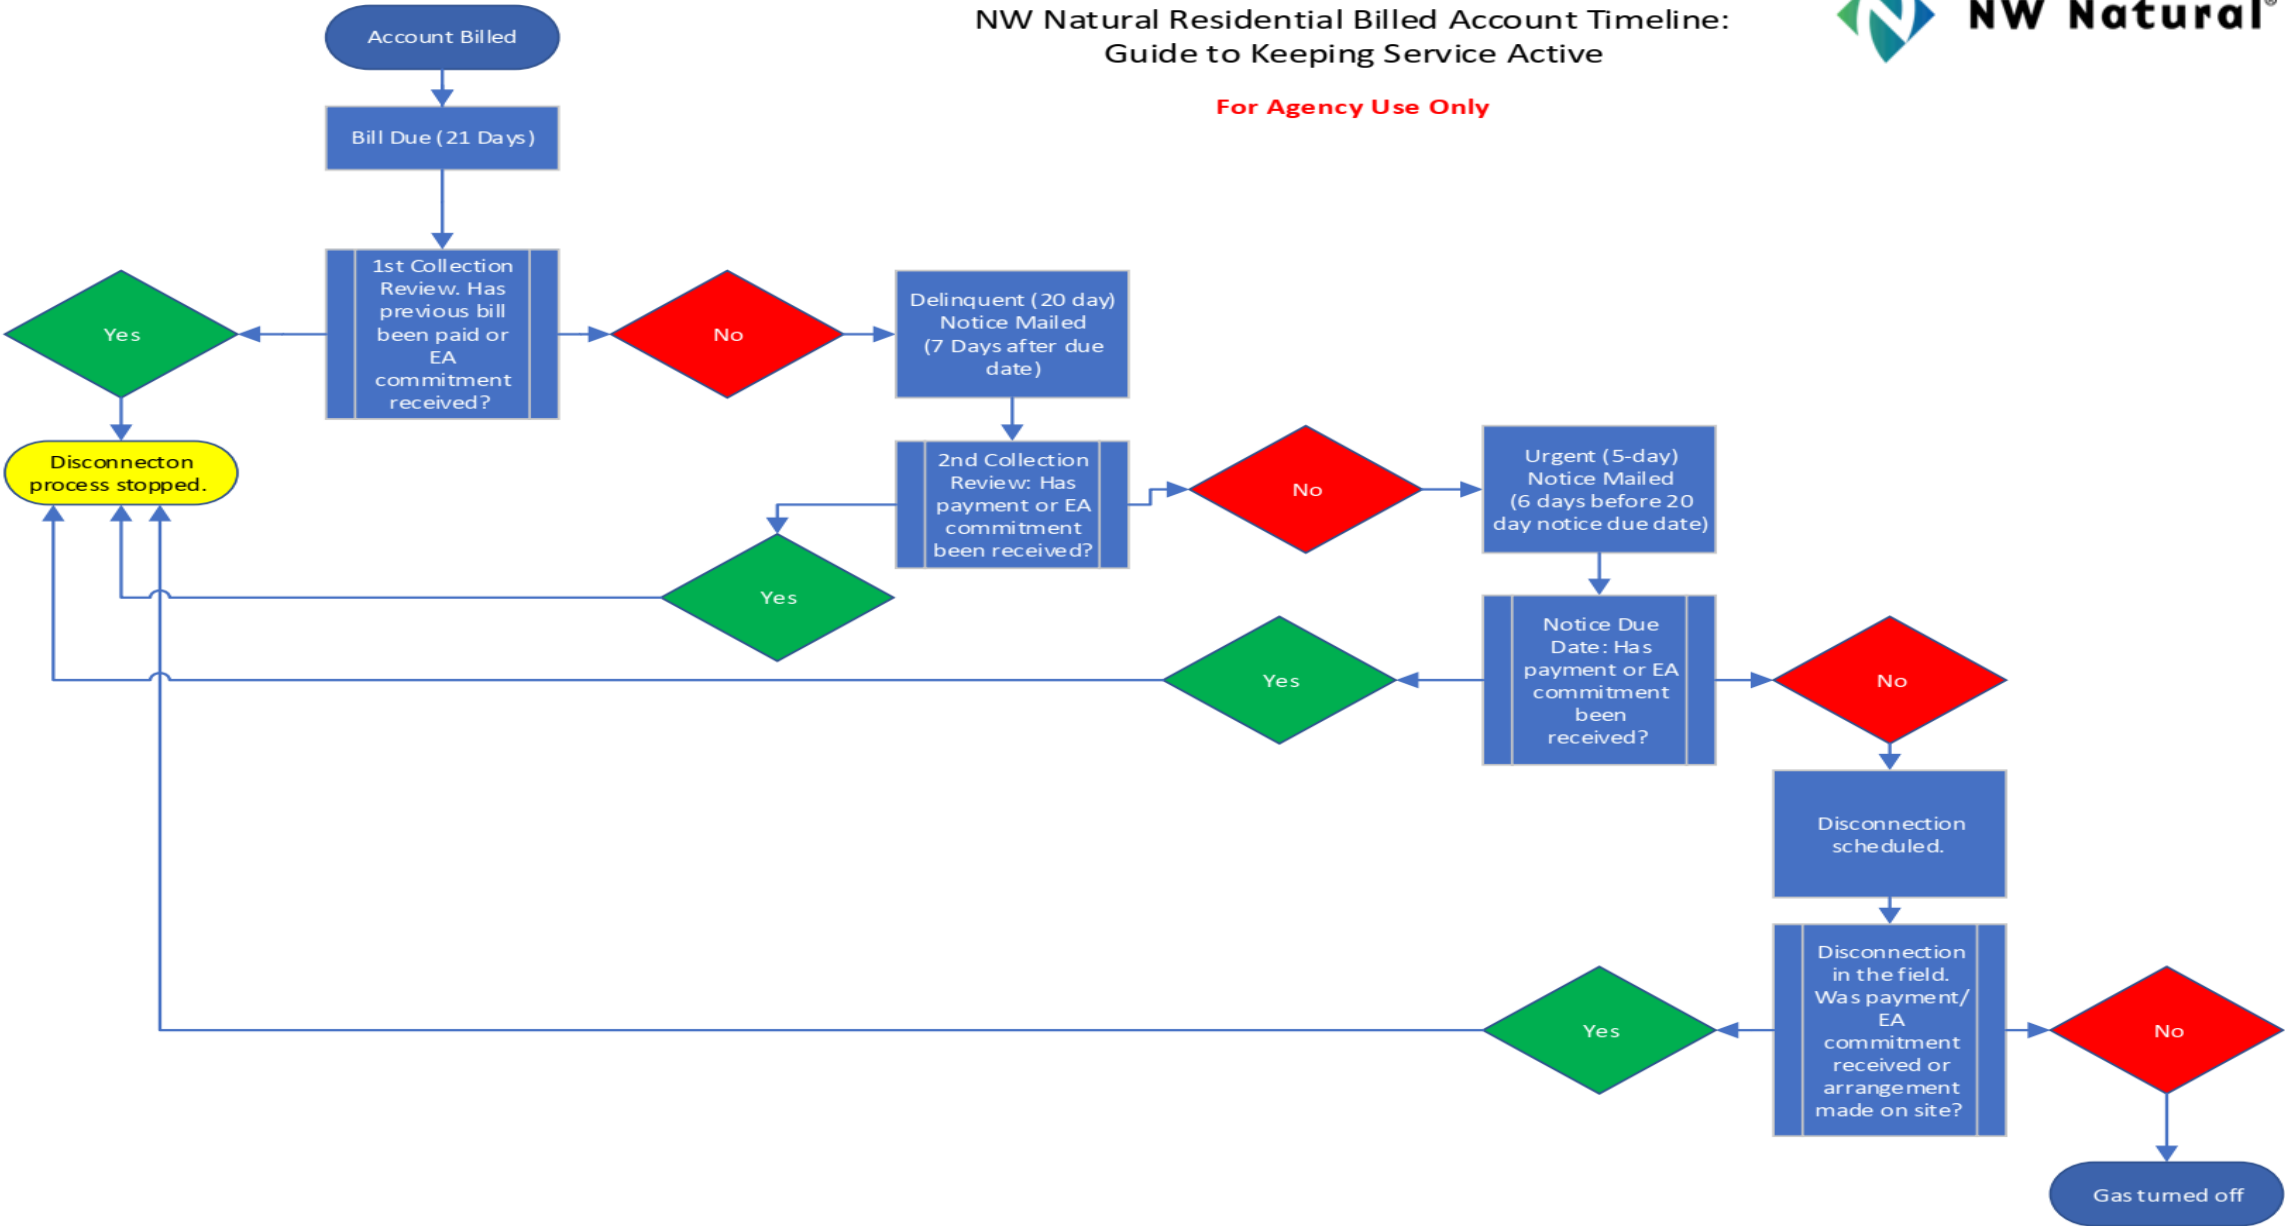 NW Natural Residential Billed Account Timeline:
Guide to Keeping Service Active
For Agency Use Only
NW Natural®
Account Billed
Bill Due (21 Days)
1st Collection
Review. Has
previous bill
been paid or
EA
commitment
received?
Yes
No
Disconnecton
process stopped.
Delinquent (20 day)
Notice Mailed
(7 Days after due
date)
2nd Collection
Review: Has
payment or EA
commitment
been received?
Yes
No
Urgent (5-day)
Notice Mailed
(6 days before 20
day notice due date)
Notice Due
Date: Has
payment or EA
commitment
been
received?
Yes
No
Disconnection
scheduled.
Disconnection
in the field.
Was payment/
EA
commitment
received or
arrangement
made on site?
Yes
No
Gas turned off